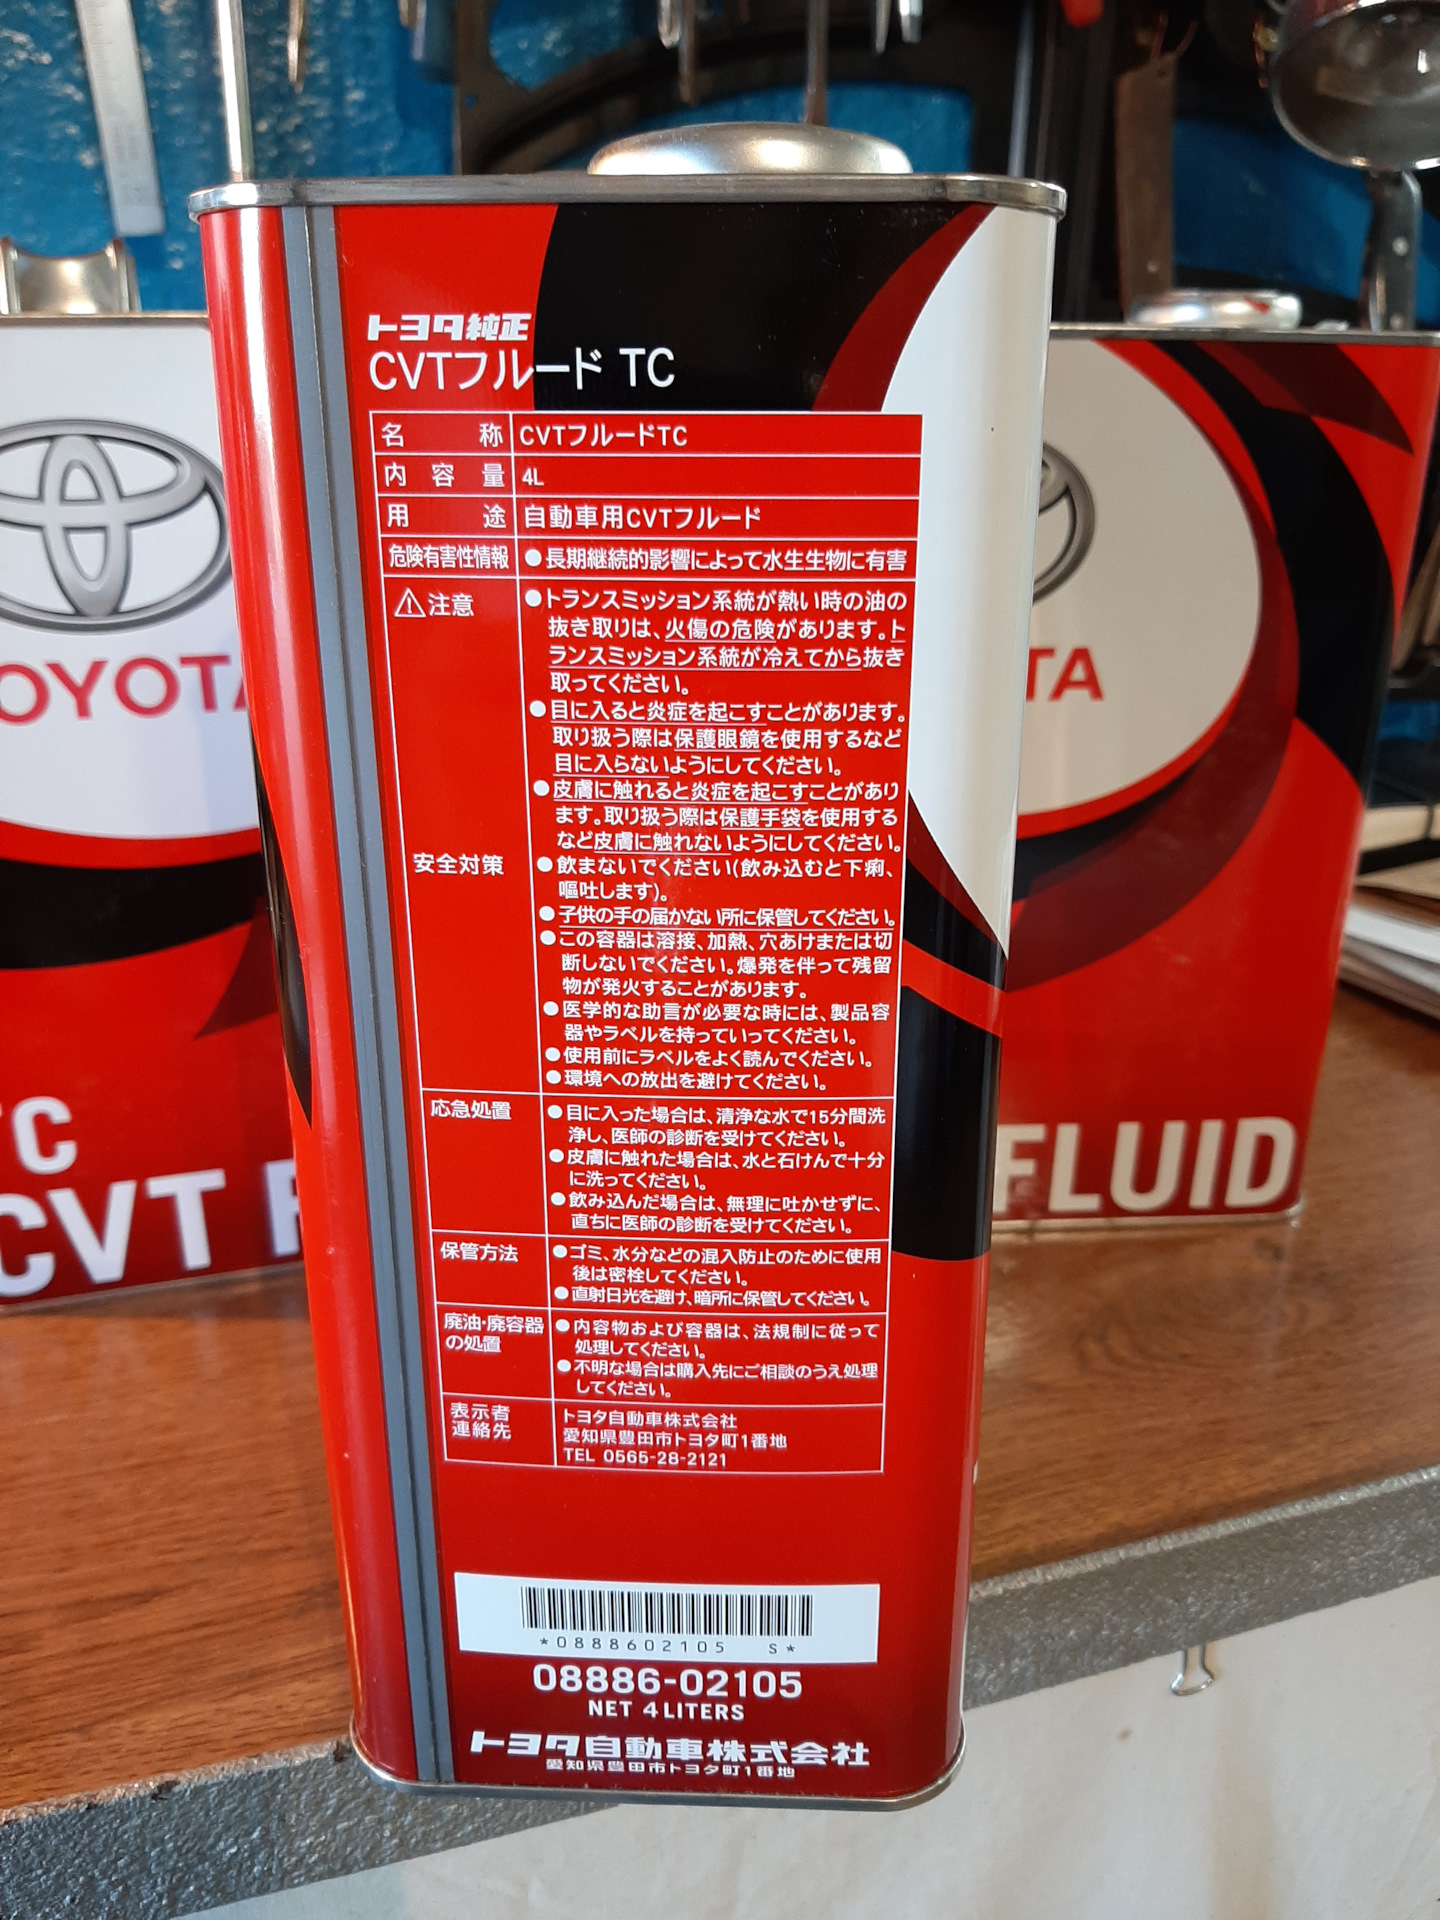 トヨタ純正
CVTフルード TC
名称 CVTフルードTC
内容量 4L
用途 自動車用CVTフルード
危険有害性情報 ●長期継続的影響によって水生生物に有害
⚠注意 ●トランスミッション系統が熱い時の油の
抜き取りは、火傷の危険があります。ト
ランスミッション系統が冷えてから抜き
取ってください。
●目に入ると炎症を起こすことがあります。
取り扱う際は保護眼鏡を使用するなど
目に入らないようにしてください。
●皮膚に触れると炎症を起こすことがあり
ます。取り扱う際は保護手袋を使用する
など皮膚に触れないようにしてください。
安全対策 ●飲まないでください(飲み込むと下痢、
嘔吐します)。
●子供の手の届かない所に保管してください。
●この容器は溶接、加熱、穴あけまたは切
断しないでください。爆発を伴って残留
物が発火することがあります。
●医学的な助言が必要な時には、製品容
器やラベルを持っていってください。
●使用前にラベルをよく読んでください。
●環境への放出を避けてください。
応急処置 ●目に入った場合は、清浄な水で15分間洗
浄し、医師の診断を受けてください。
●皮膚に触れた場合は、水と石けんで十分
に洗ってください。
●飲み込んだ場合は、無理に吐かせずに、
直ちに医師の診断を受けてください。
保管方法 ●ゴミ、水分などの混入防止のために使用
後は密栓してください。
●直射日光を避け、暗所に保管してください。
廃油・廃容器 ●内容物および容器は、法規制に従って
の処置 処理してください。
●不明な場合は購入先にご相談のうえ処理
してください。
表示者 トヨタ自動車株式会社
連絡先 愛知県豊田市トヨタ町1番地
TEL 0565-28-2121
*0888602105 S*
08886-02105
NET 4 LITERS
トヨタ自動車株式会社
愛知県豊田市トヨタ町1番地
OYOTA
TC
CVT F
TA
FLUID